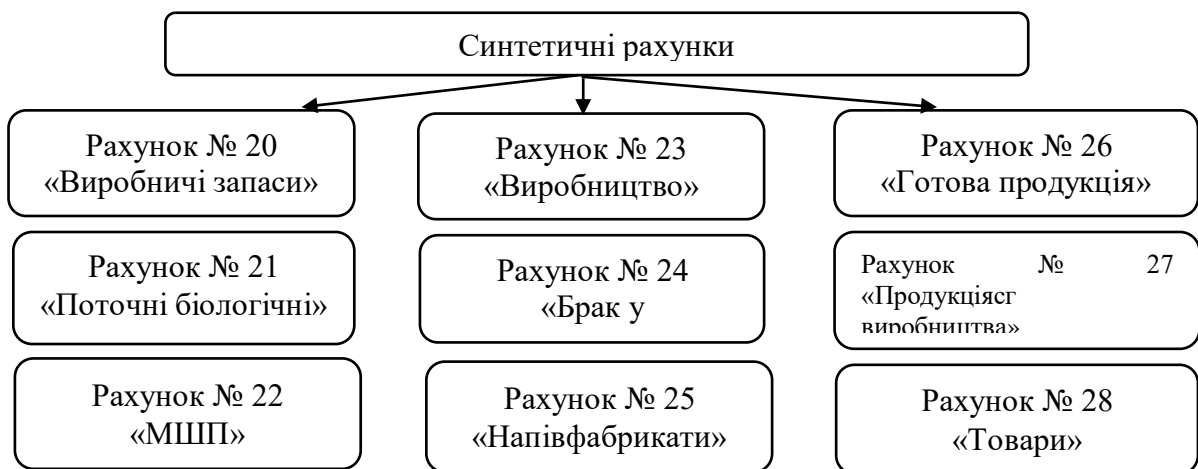 Синтетичні рахунки
Рахунок № 20
«Виробничі запаси»
Рахунок № 23
«Виробництво»
Рахунок № 26
«Готова продукція»
Рахунок № 21
«Поточні біологічні»
Рахунок № 24
«Брак у
Рахунок № 27
«Продукціясг
виробництва»
Рахунок № 22
«МШП»
Рахунок № 25
«Напівфабрикати»
Рахунок № 28
«Товари»